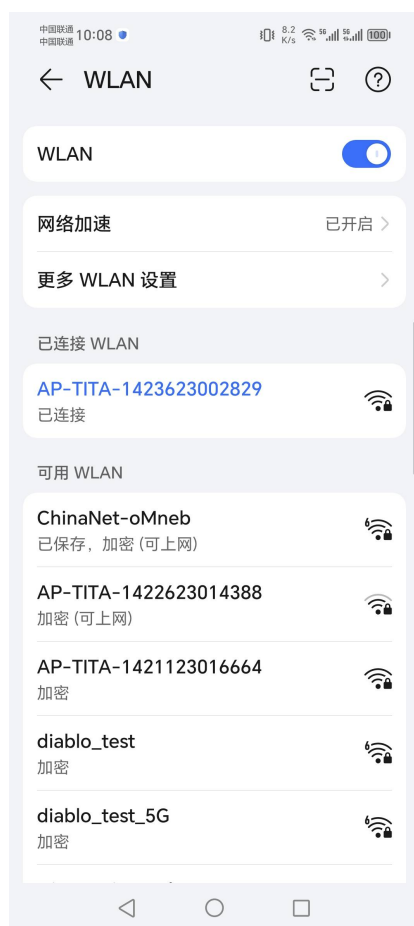 中国联通
中国联通 10:08 8.2 K/s 5G 5G 100
WLAN
WLAN
网络加速 已开启
更多 WLAN 设置
已连接 WLAN
AP-TITA-1423623002829
已连接
可用 WLAN
ChinaNet-oMneb
已保存，加密 (可上网)
AP-TITA-1422623014388
加密 (可上网)
AP-TITA-1421123016664
加密
diablo_test
加密
diablo_test_5G
加密